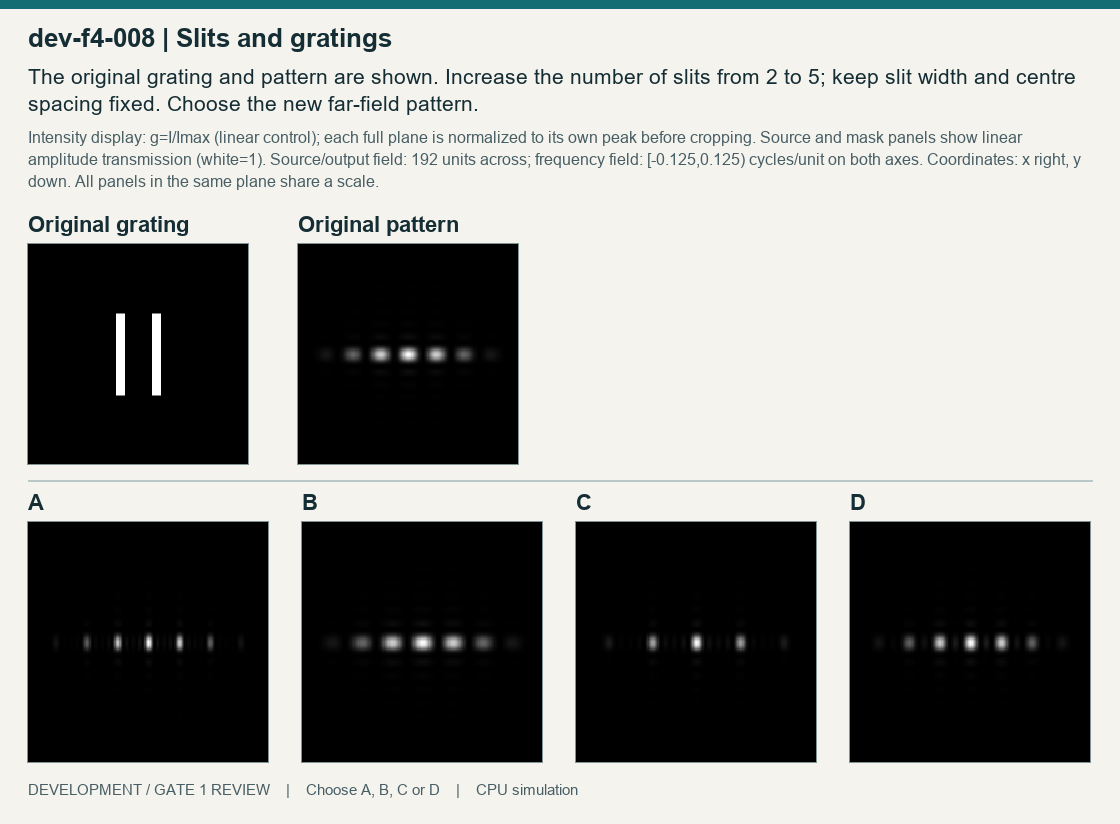 dev-f4-008 | Slits and gratings
The original grating and pattern are shown. Increase the number of slits from 2 to 5; keep slit width and centre
spacing fixed. Choose the new far-field pattern.
Intensity display: g=I/Imax (linear control); each full plane is normalized to its own peak before cropping. Source and mask panels show linear
amplitude transmission (white=1). Source/output field: 192 units across; frequency field: [-0.125,0.125) cycles/unit on both axes. Coordinates: x right, y
down. All panels in the same plane share a scale.
Original grating Original pattern
A B C D
DEVELOPMENT / GATE 1 REVIEW | Choose A, B, C or D | CPU simulation